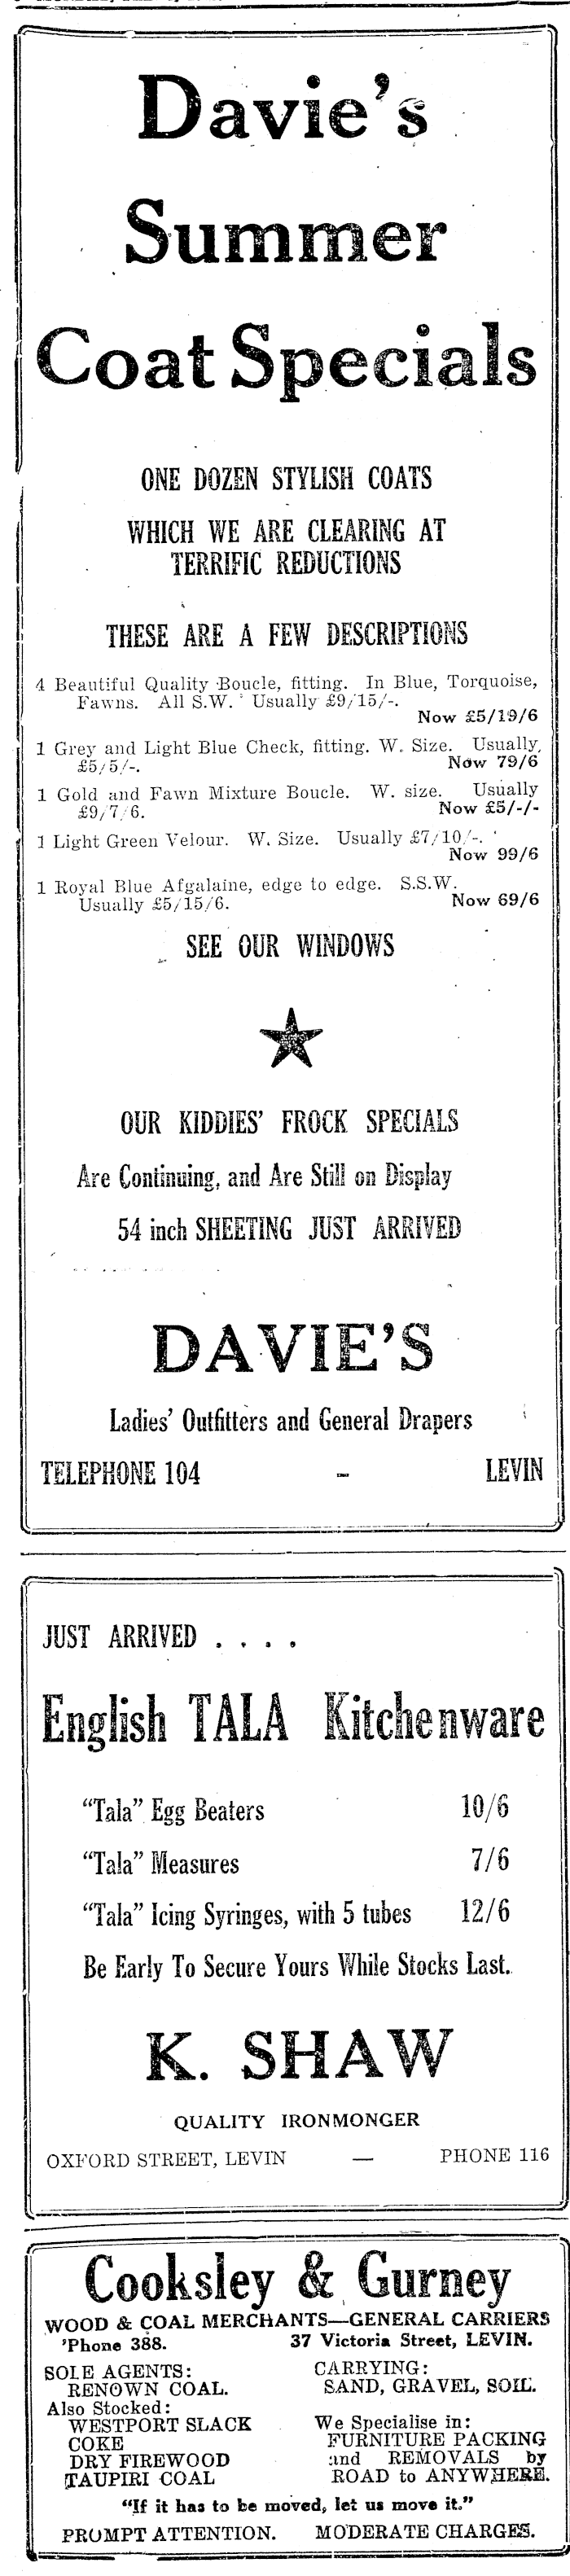 Davie's
Summer
Coat Specials
ONE DOZEN STYLISH COATS
WHICH WE ARE CLEARING AT
TERRIFIC REDUCTIONS
THESE ARE A FEW DESCRIPTIONS
4 Beautiful Quality Boucle, fitting. In Blue, Torquoise,
Fawns. All S.W. Usually £9/15/-.
Now £5/19/6
1 Grey and Light Blue Check, fitting. W. Size. Usually,
£5/5/-. Now 79/6
1 Gold and Fawn Mixture Boucle. W. size. Usually
£9/7/6. Now £5/-/-
1 Light Green Velour. W. Size. Usually £7/10/-.
Now 99/6
1 Royal Blue Afgalaine, edge to edge. S.S.W.
Usually £5/15/6. Now 69/6
SEE OUR WINDOWS
OUR KIDDIES' FROCK SPECIALS
Are Continuing, and Are Still on Display
54 inch SHEETING JUST ARRIVED
DAVIE'S
Ladies' Outfitters and General Drapers
TELEPHONE 104 - LEVIN
JUST ARRIVED . . . .
English TALA Kitchenware
"Tala" Egg Beaters 10/6
"Tala" Measures 7/6
"Tala" Icing Syringes, with 5 tubes 12/6
Be Early To Secure Yours While Stocks Last.
K. SHAW
QUALITY IRONMONGER
OXFORD STREET, LEVIN — PHONE 116
Cooksley & Gurney
WOOD & COAL MERCHANTS—GENERAL CARRIERS
'Phone 388. 37 Victoria Street, LEVIN.
SOLE AGENTS:
RENOWN COAL.
Also Stocked:
WESTPORT SLACK
COKE
DRY FIREWOOD
TAUPIRI COAL
CARRYING:
SAND, GRAVEL, SOIL.
We Specialise in:
FURNITURE PACKING
and REMOVALS by
ROAD to ANYWHERE.
"If it has to be moved, let us move it."
PROMPT ATTENTION. MODERATE CHARGES.